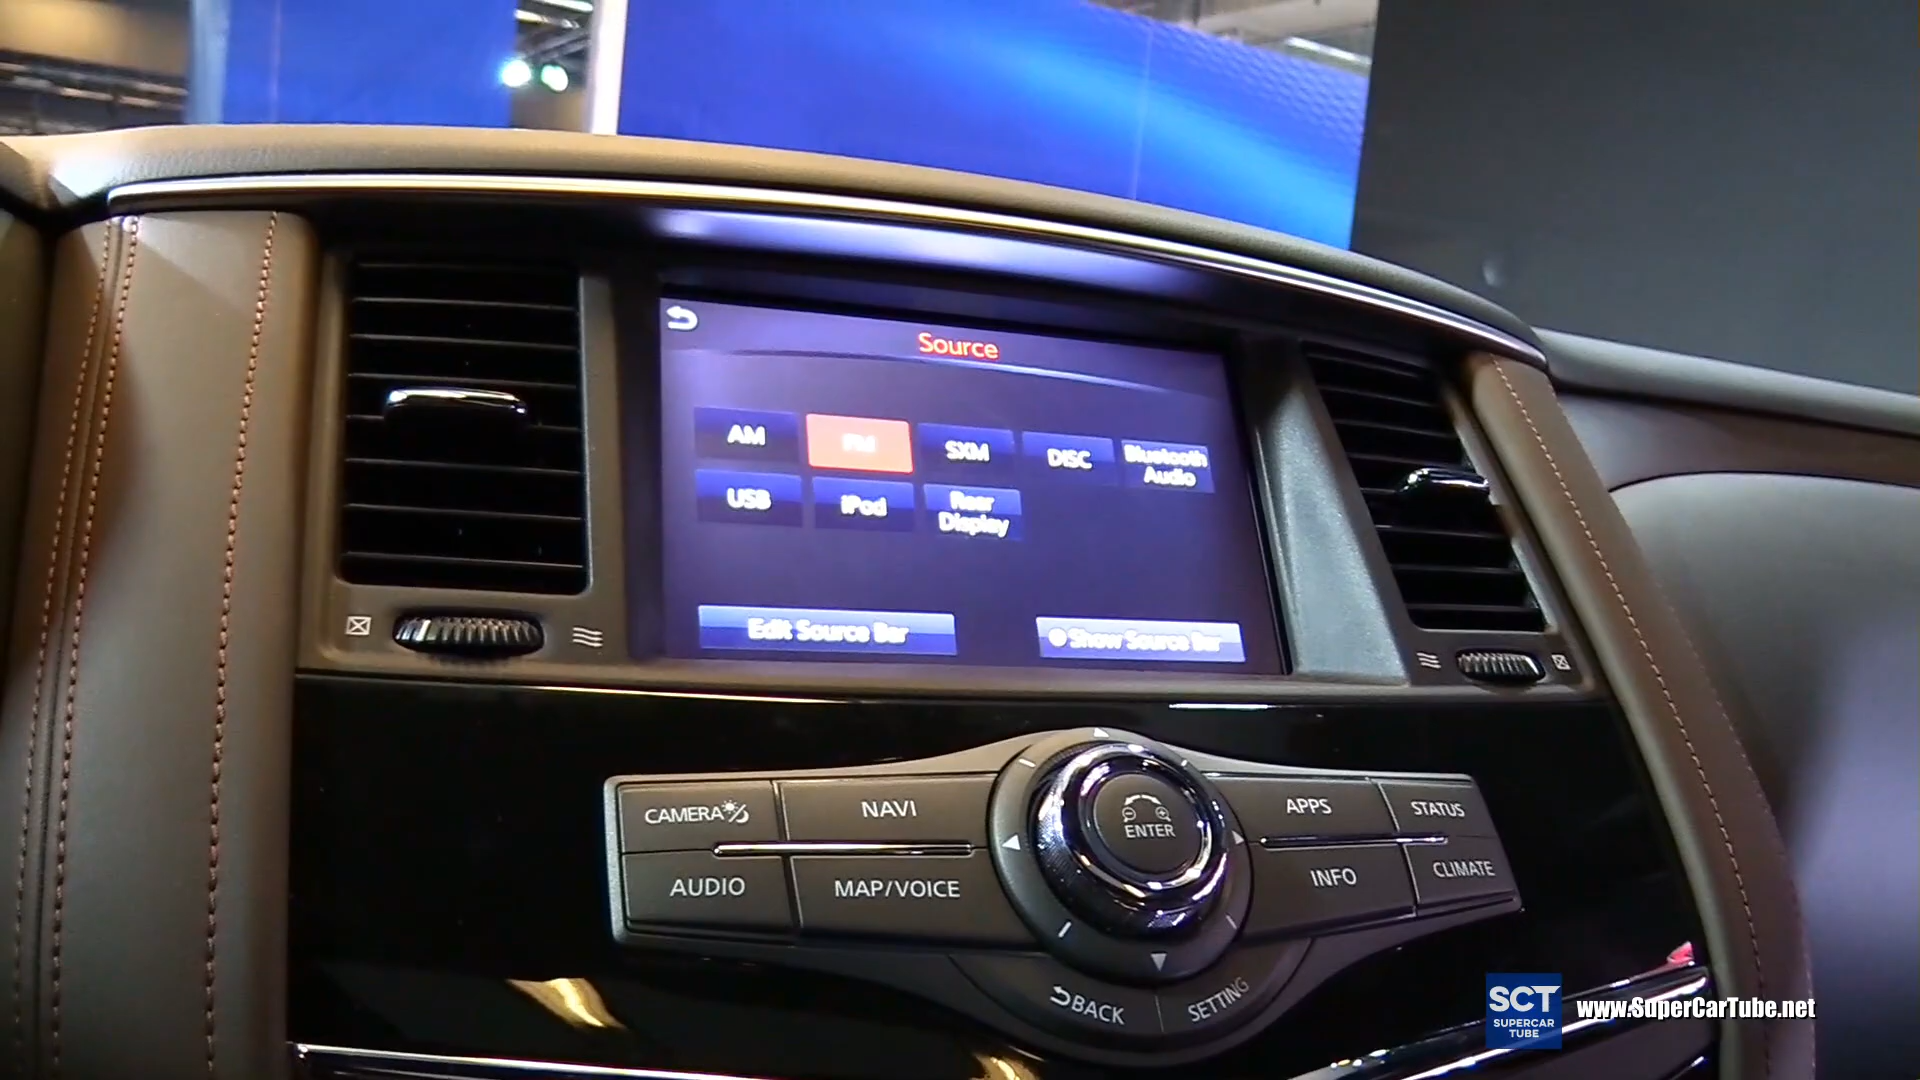 Source
AM
FM
SXM
DISC
Bluetooth
Audio
USB
iPod
Rear
Display
Edit Source Bar
Show Source Bar
CAMERA
NAVI
APPS
STATUS
ENTER
AUDIO
MAP/VOICE
INFO
CLIMATE
BACK
SETTING
SCT
SUPERCAR
TUBE
www.SuperCarTube.net